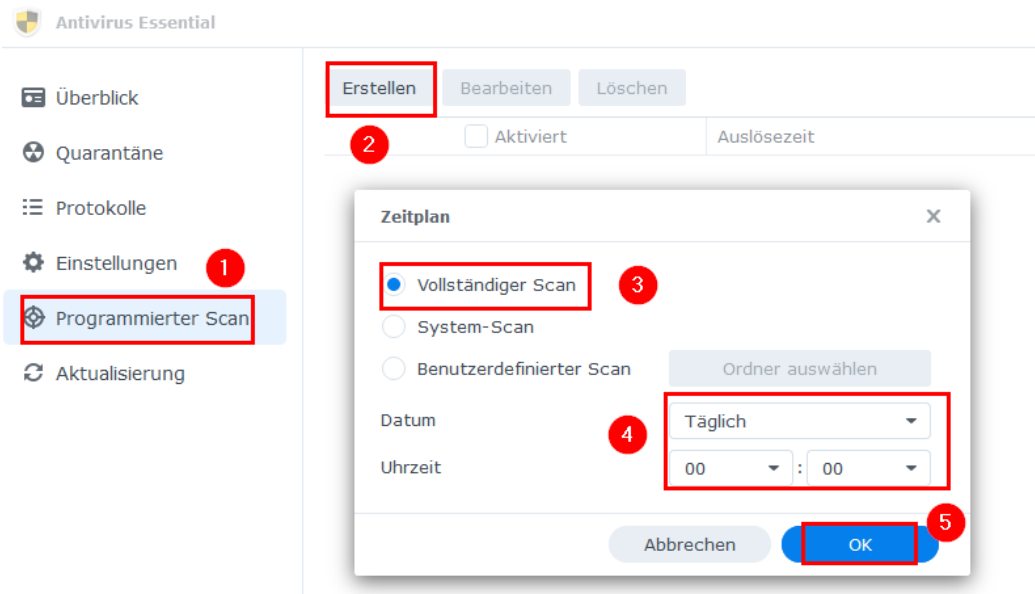 Antivirus Essential
Überblick
Quarantäne
Protokolle
Einstellungen
1
Programmierter Scan
Aktualisierung
Erstellen Bearbeiten Löschen
2
Aktiviert Auslösezeit
Zeitplan
Vollständiger Scan
3
System-Scan
Benutzerdefinierter Scan Ordner auswählen
Datum Täglich
4
Uhrzeit 00 : 00
5
Abbrechen OK